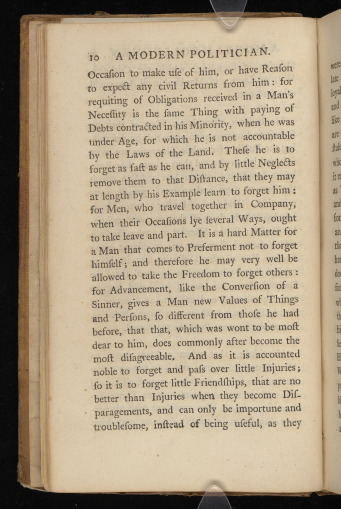 10 A MODERN POLITICIAN.
Occaſion to make uſe of him, or have Reaſon
to expect any civil Returns from him: for
requiting of Obligations received in a Man's
Neceſſity is the ſame Thing with paying of
Debts contracted in his Minority, when he was
under Age, for which he is not accountable
by the Laws of the Land. Theſe he is to
forget as faſt as he can, and by little Neglects
remove them to that Diſtance, that they may
at length by his Example learn to forget him:
for Men, who travel together in Company,
when their Occaſions lye ſeveral Ways, ought
to take leave and part. It is a hard Matter for
a Man that comes to Preferment not to forget
himſelf; and therefore he may very well be
allowed to take the Freedom to forget others:
for Advancement, like the Converſion of a
Sinner, gives a Man new Values of Things
and Perſons, ſo different from thoſe he had
before, that that, which was wont to be moſt
dear to him, does commonly after become the
moſt diſagreeable. And as it is accounted
noble to forget and paſs over little Injuries;
ſo it is to forget little Friendſhips, that are no
better than Injuries when they become Diſ-
paragements, and can only be importune and
troubleſome, inſtead of being uſeful, as they